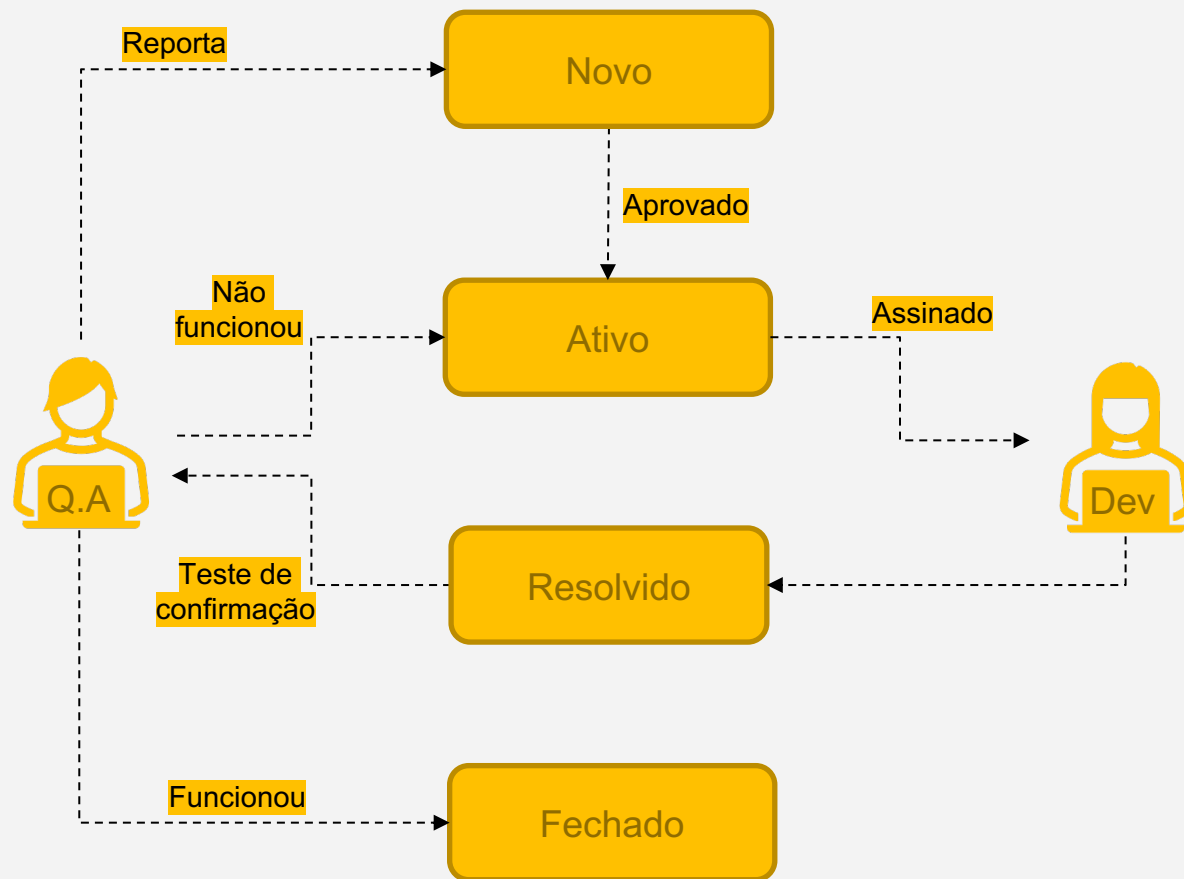 Reporta
Novo
Aprovado
Não
funcionou
Ativo
Assinado
Q.A
Dev
Teste de
confirmação
Resolvido
Funcionou
Fechado